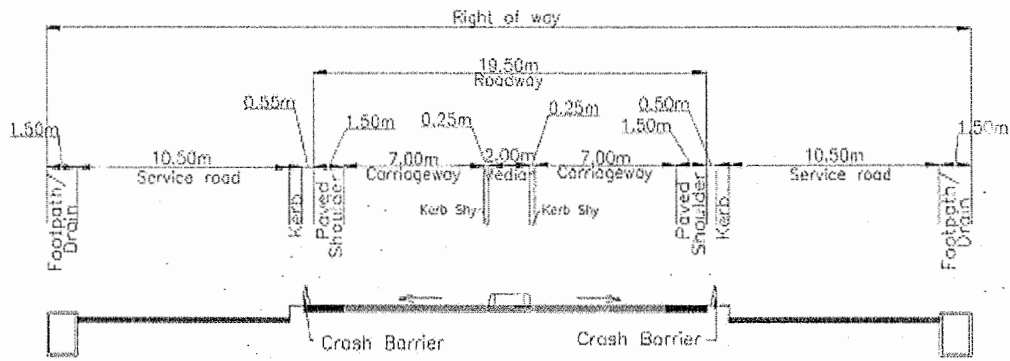 Right of way
19.50m
Roadway
0.55m
0.25m
0.25m
0.50m
1.50m
1.50m
1.50m
1.50m
10.50m
7.00m
2.00m
7.00m
10.50m
Service road
Carriageway
Media
Carriageway
Service road
Footpath/
Drain
Kerb
Paved
Shoulder
Kerb Shy
Kerb Shy
Paved
Shoulder
Kerb
Footpath/
Drain
Crash Barrier
Crash Barrier